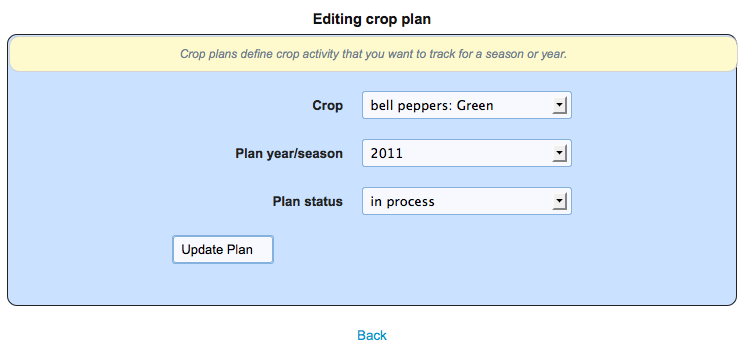 Editing crop plan
Crop plans define crop activity that you want to track for a season or year.
Crop bell peppers: Green
Plan year/season 2011
Plan status in process
Update Plan
Back